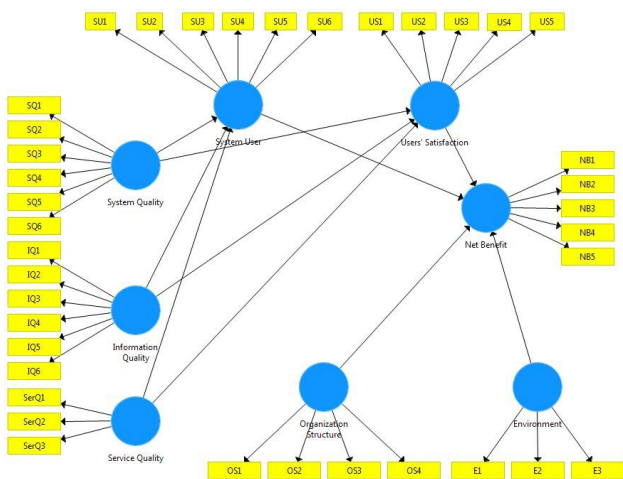 SU1
SU2
SU3
SU4
SU5
SU6
US1
US2
US3
US4
US5
SQ1
SQ2
SQ3
SQ4
SQ5
SQ6
System User
Users' Satisfaction
System Quality
NB1
NB2
NB3
NB4
NB5
Net Benefit
IQ1
IQ2
IQ3
IQ4
IQ5
IQ6
Information
Quality
SerQ1
SerQ2
SerQ3
Service Quality
Organization
Structure
Environment
OS1
OS2
OS3
OS4
E1
E2
E3